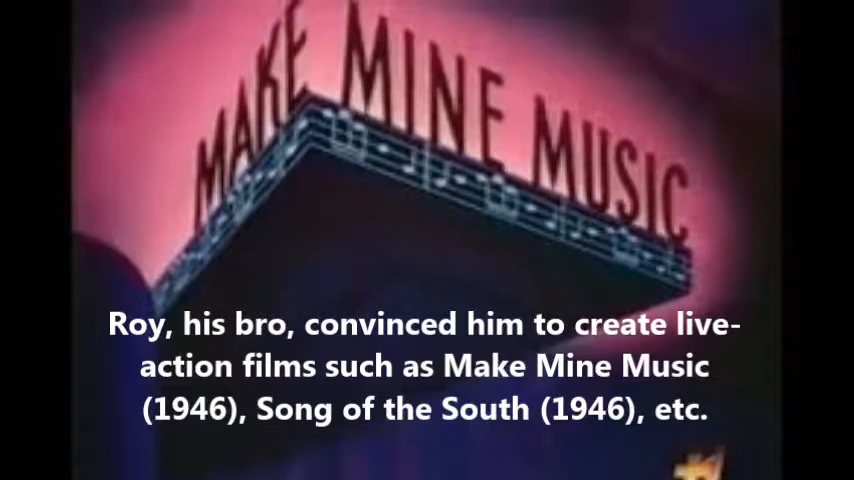 MAKE MINE MUSIC
Roy, his bro, convinced him to create live-
action films such as Make Mine Music
(1946), Song of the South (1946), etc.